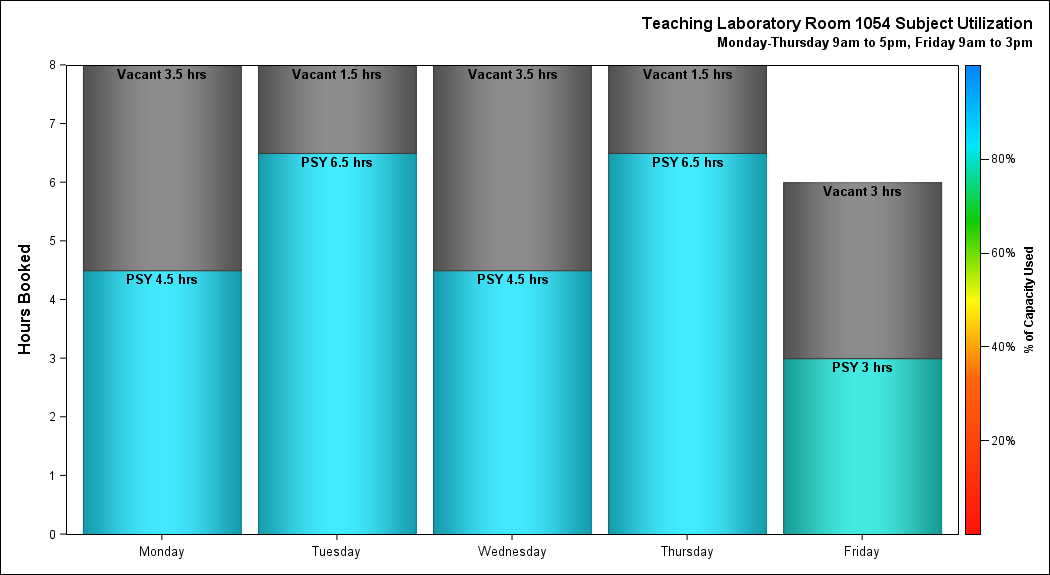 Teaching Laboratory Room 1054 Subject Utilization
Monday-Thursday 9am to 5pm, Friday 9am to 3pm
Hours Booked
8
7
6
5
4
3
2
1
0
Vacant 3.5 hrs
PSY 4.5 hrs
Vacant 1.5 hrs
PSY 6.5 hrs
Vacant 3.5 hrs
PSY 4.5 hrs
Vacant 1.5 hrs
PSY 6.5 hrs
Vacant 3 hrs
PSY 3 hrs
Monday
Tuesday
Wednesday
Thursday
Friday
80%
60%
40%
20%
% of Capacity Used